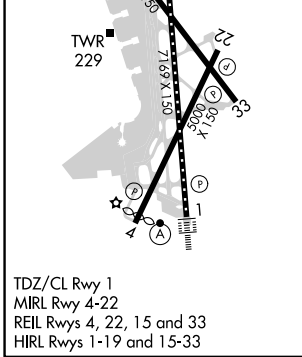 50
TWR
229
7169 X 150
22
P
5000
X 150
P
33
P
P
1
4
A
TDZ/CL Rwy 1
MIRL Rwy 4-22
REIL Rwys 4, 22, 15 and 33
HIRL Rwys 1-19 and 15-33